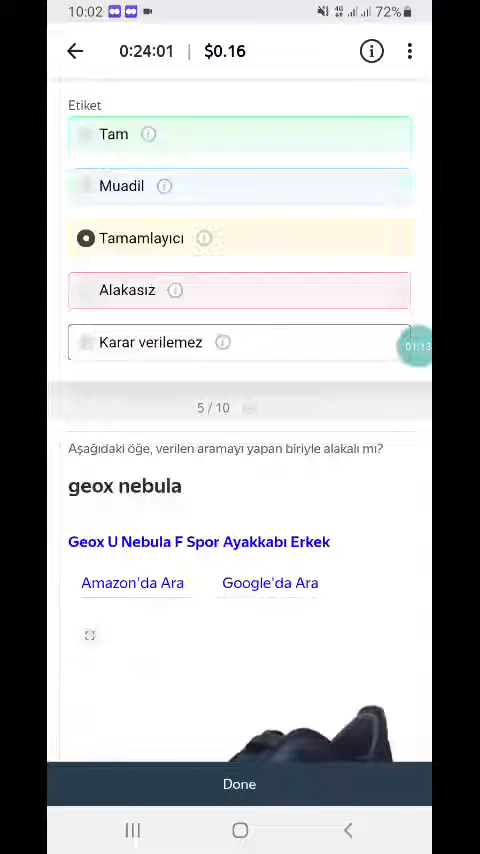 10:02 4G 72%
0:24:01 | $0.16
Etiket
Tam
Muadil
Tamamlayıcı
Alakasız
Karar verilemez
01:13
5 / 10
Aşağıdaki öğe, verilen aramayı yapan biriyle alakalı mı?
geox nebula
Geox U Nebula F Spor Ayakkabı Erkek
Amazon'da Ara Google'da Ara
Done